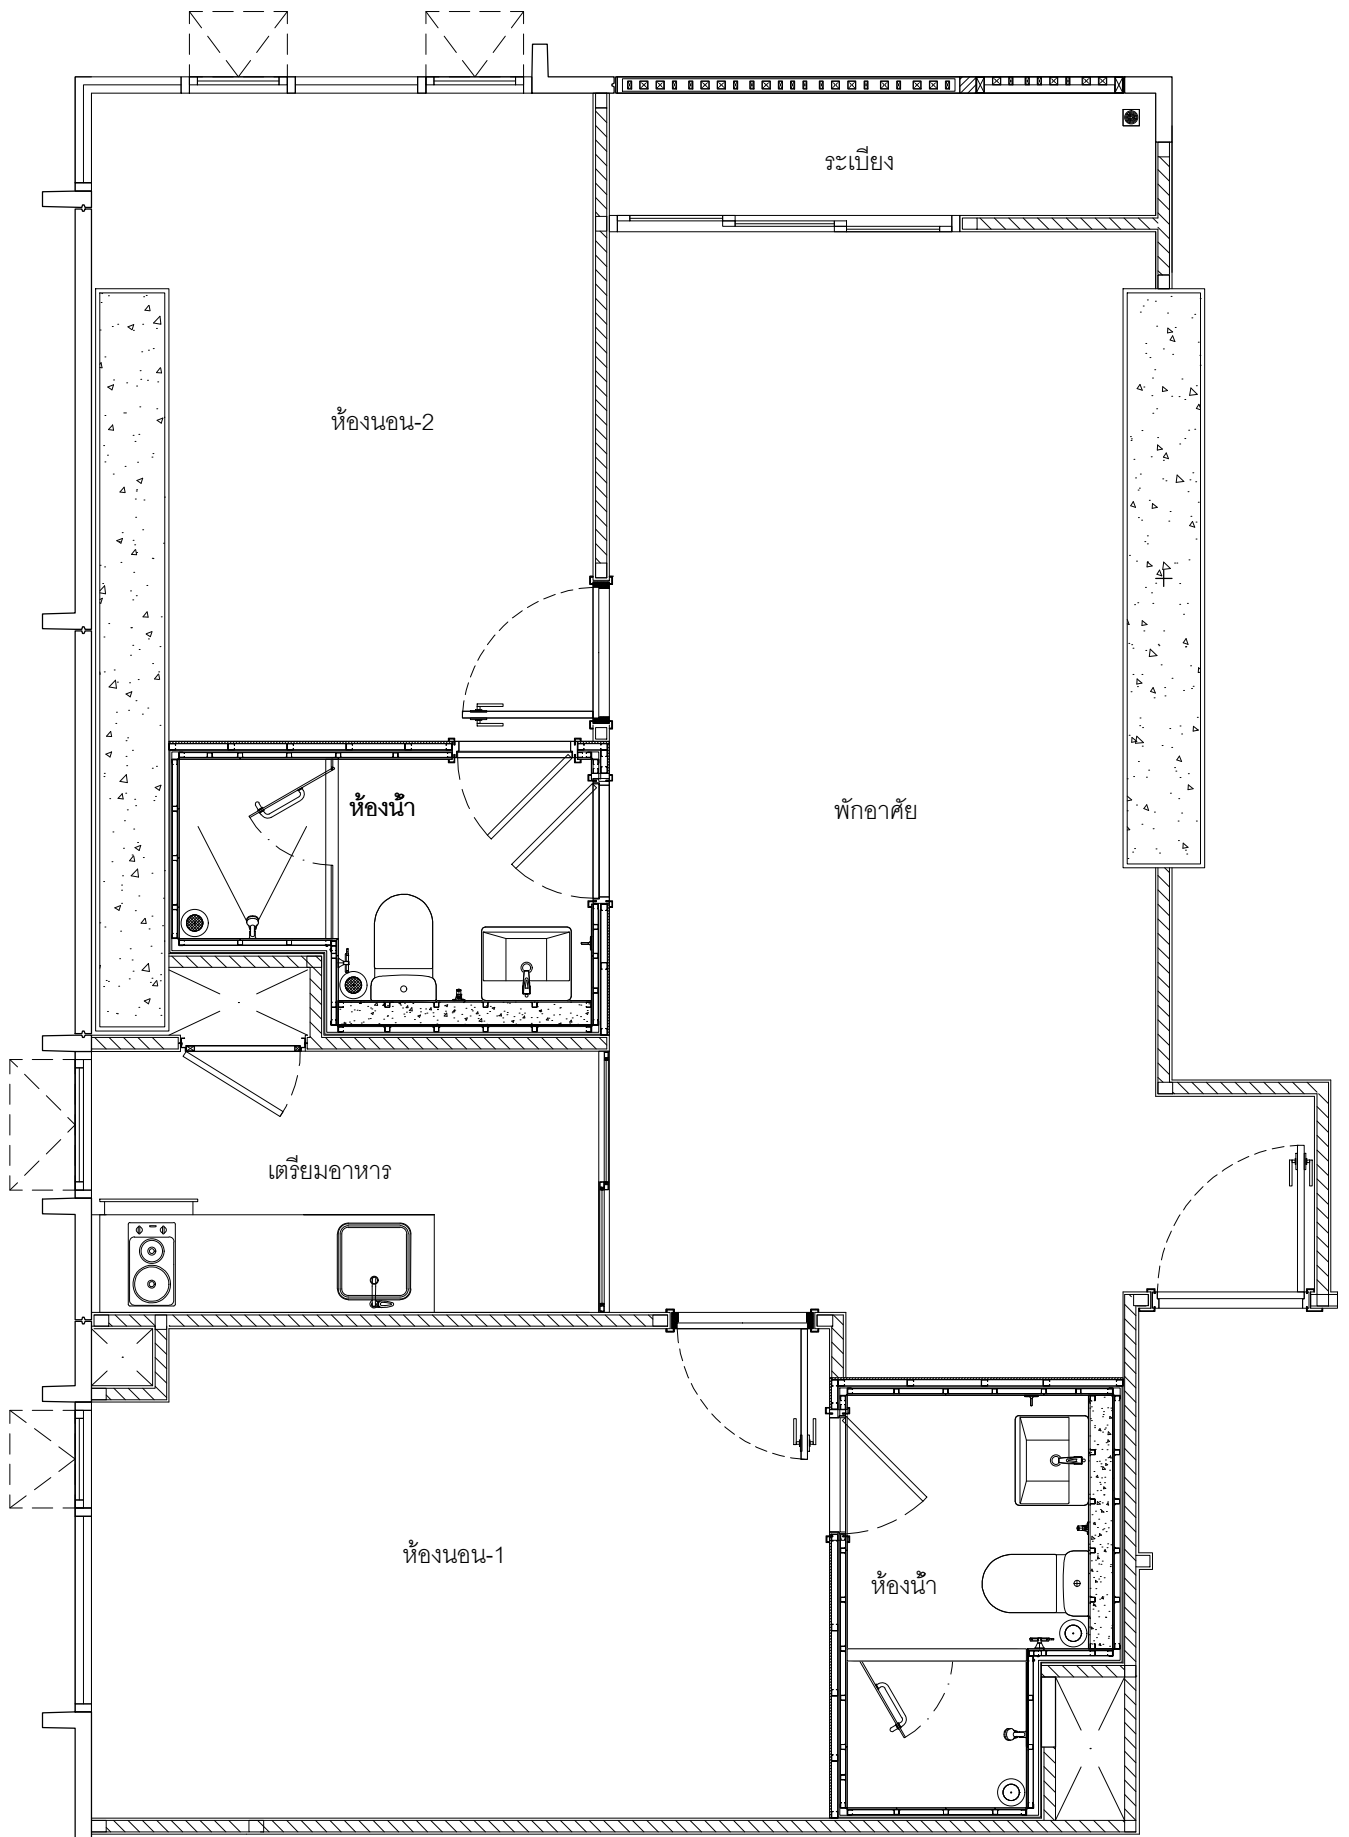 ระเบียง
ห้องนอน-2
ห้องน้ำ
พักอาศัย
เตรียมอาหาร
ห้องนอน-1
ห้องน้ำ